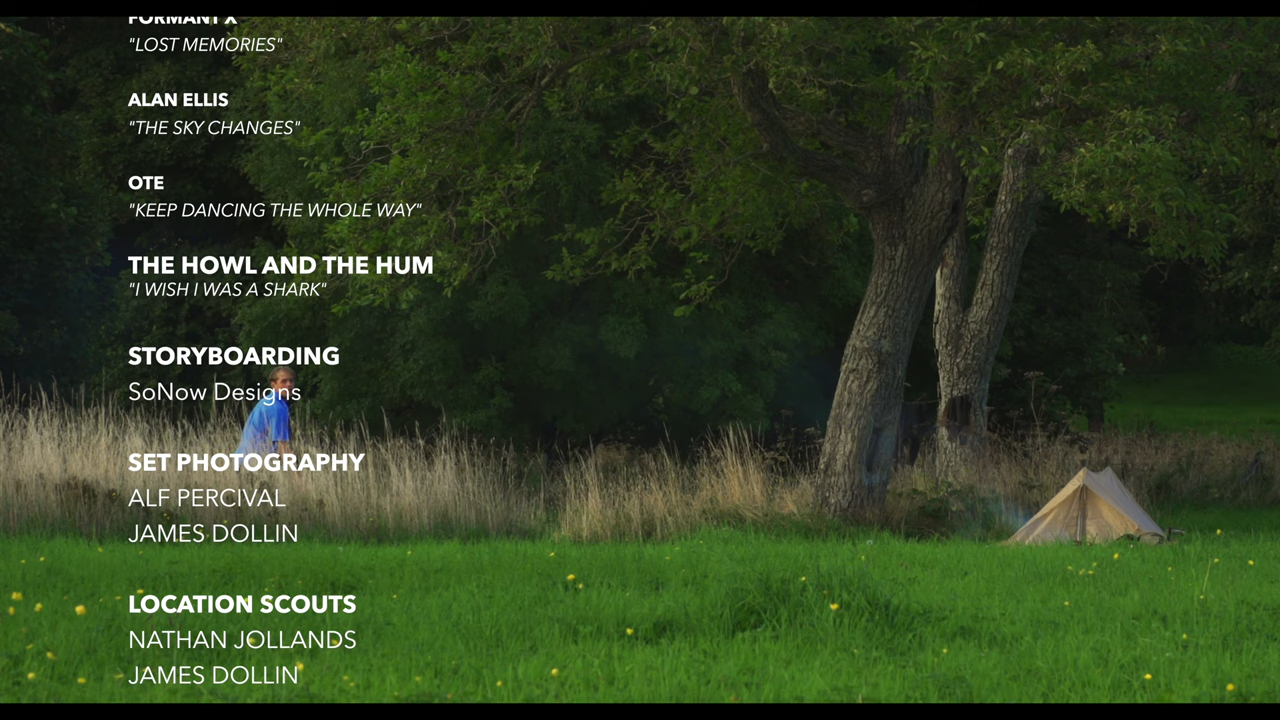 FORMANT X
"LOST MEMORIES"
ALAN ELLIS
"THE SKY CHANGES"
OTE
"KEEP DANCING THE WHOLE WAY"
THE HOWL AND THE HUM
"I WISH I WAS A SHARK"
STORYBOARDING
SoNow Designs
SET PHOTOGRAPHY
ALF PERCIVAL
JAMES DOLLIN
LOCATION SCOUTS
NATHAN JOLLANDS
JAMES DOLLIN